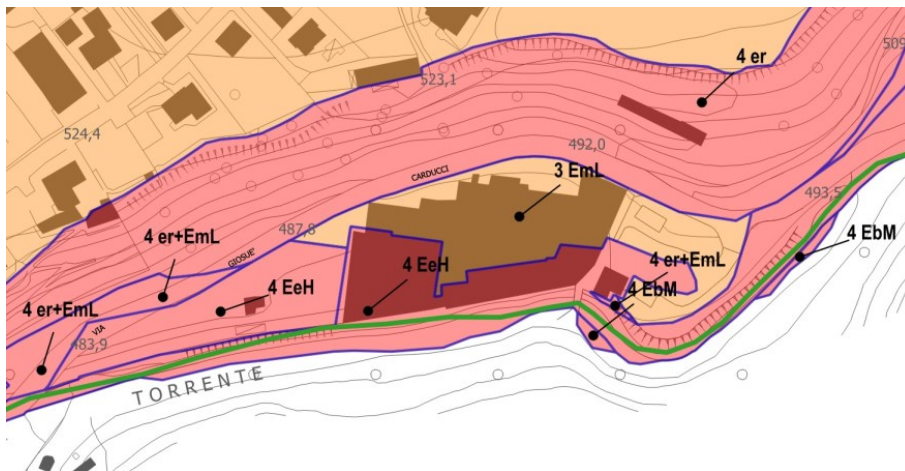 509
4 er
523,1
524,4
492,0
CARDUCCI
3 EmL
493,5
487,8
4 er+EmL
GIOSUE'
4 EbM
4 er+EmL
4 EeH
4 EeH
4 EbM
4 er+EmL
VIA
483,9
TORRENTE